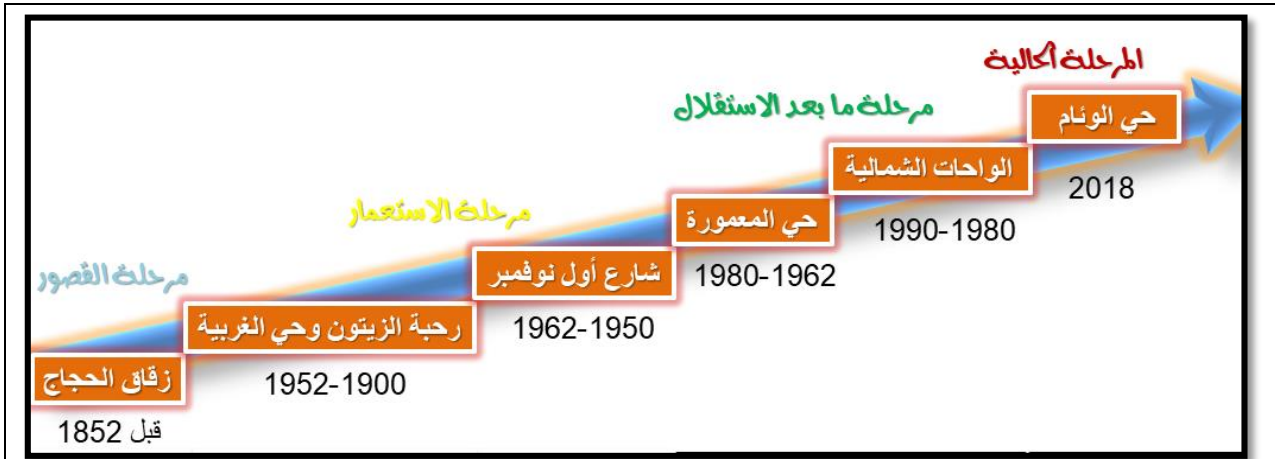 المرحلة الحالية
حي الوئام
2018
مرحلة ما بعد الاستقلال
الواحات الشمالية
1990-1980
حي المعمورة
1980-1962
مرحلة الاستعمار
شارع أول نوفمبر
1962-1950
رحبة الزيتون وحي الغربية
1952-1900
مرحلة القصور
زقاق الحجاج
قبل 1852